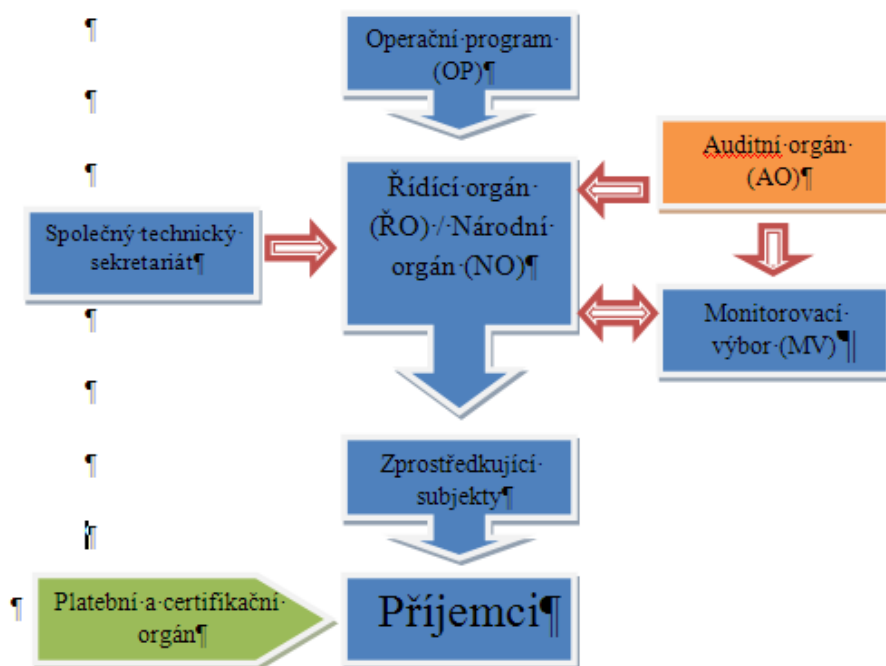 Operační program
(OP)¶
Auditní orgán
(AO)¶
Řídící orgán
(ŘO) / Národní
orgán (NO)¶
Společný technický
sekretariát¶
Monitorovací
výbor (MV)¶
Zprostředkující
subjekty¶
Platební a certifikační
orgán¶
Příjemci¶